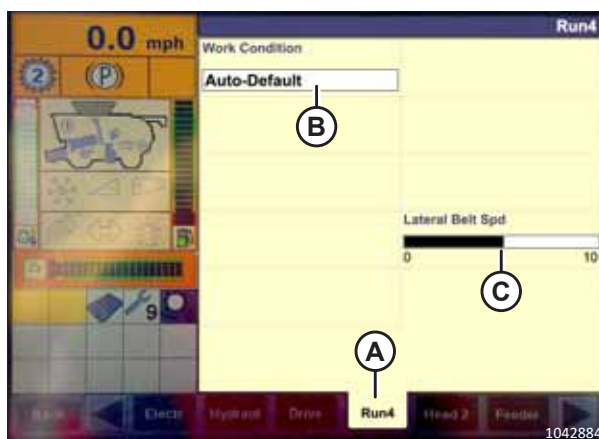 Run4
0.0 mph
Work Condition
2 (P)
Auto-Default
B
Lateral Belt Spd
0 10
C
9
A
Back Electr Hydraul Drive Run4 Head 2 Feeder
1042884